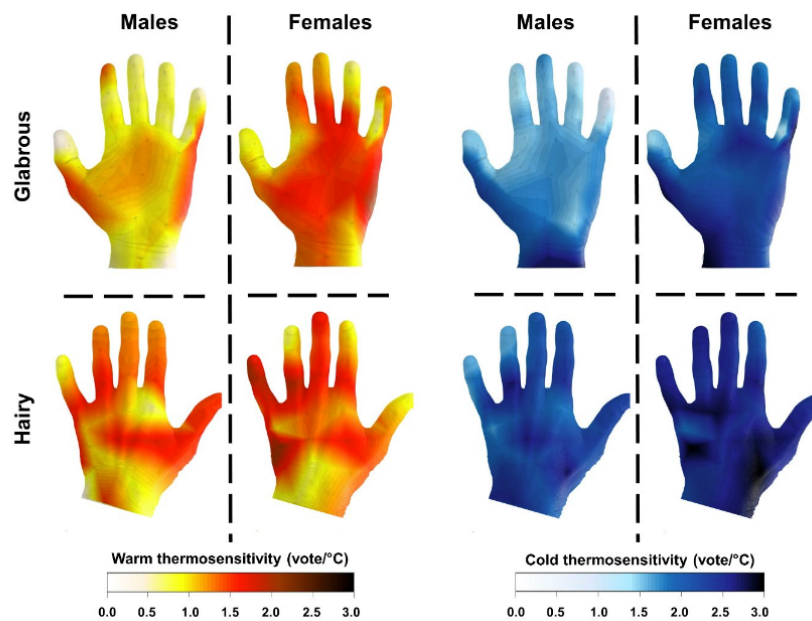 Males Females Males Females
Glabrous
Hairy
Warm thermosensitivity (vote/°C) Cold thermosensitivity (vote/°C)
0.0 0.5 1.0 1.5 2.0 2.5 3.0 0.0 0.5 1.0 1.5 2.0 2.5 3.0